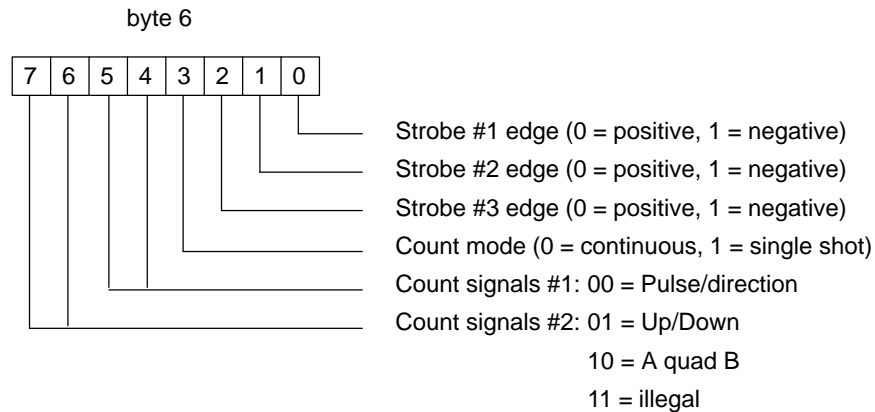 byte 6
7 6 5 4 3 2 1 0
Strobe #1 edge (0 = positive, 1 = negative)
Strobe #2 edge (0 = positive, 1 = negative)
Strobe #3 edge (0 = positive, 1 = negative)
Count mode (0 = continuous, 1 = single shot)
Count signals #1: 00 = Pulse/direction
Count signals #2: 01 = Up/Down
10 = A quad B
11 = illegal